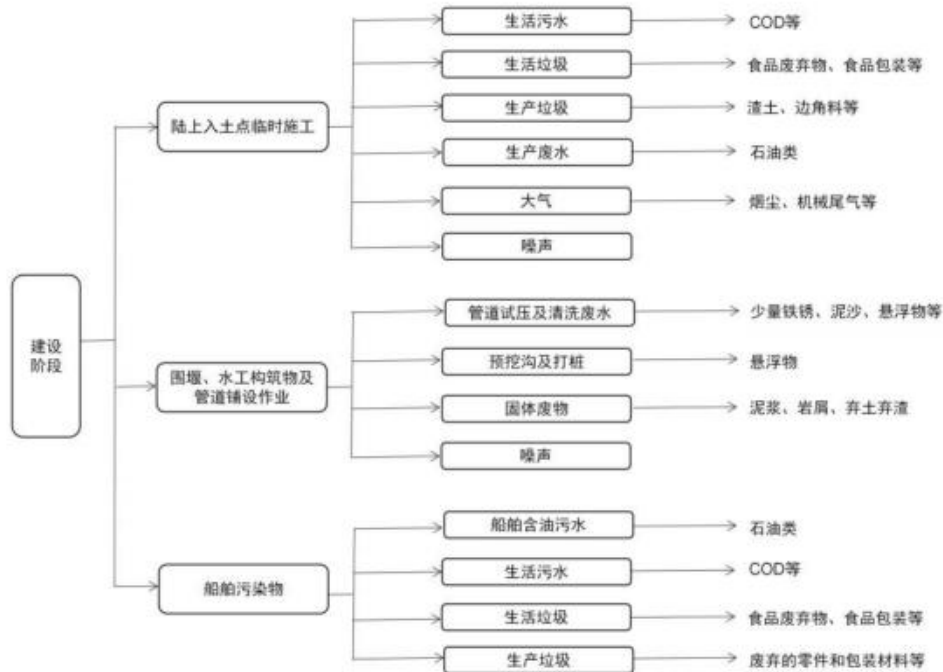 建设
阶段
陆上入土点临时施工
生活污水
COD等
生活垃圾
食品废弃物、食品包装等
生产垃圾
渣土、边角料等
生产废水
石油类
大气
烟尘、机械尾气等
噪声
围堰、水工构筑物及
管道铺设作业
管道试压及清洗废水
少量铁锈、泥沙、悬浮物等
预挖沟及打桩
悬浮物
固体废物
泥浆、岩屑、弃土弃渣
噪声
船舶污染物
船舶含油污水
石油类
生活污水
COD等
生活垃圾
食品废弃物、食品包装等
生产垃圾
废弃的零件和包装材料等